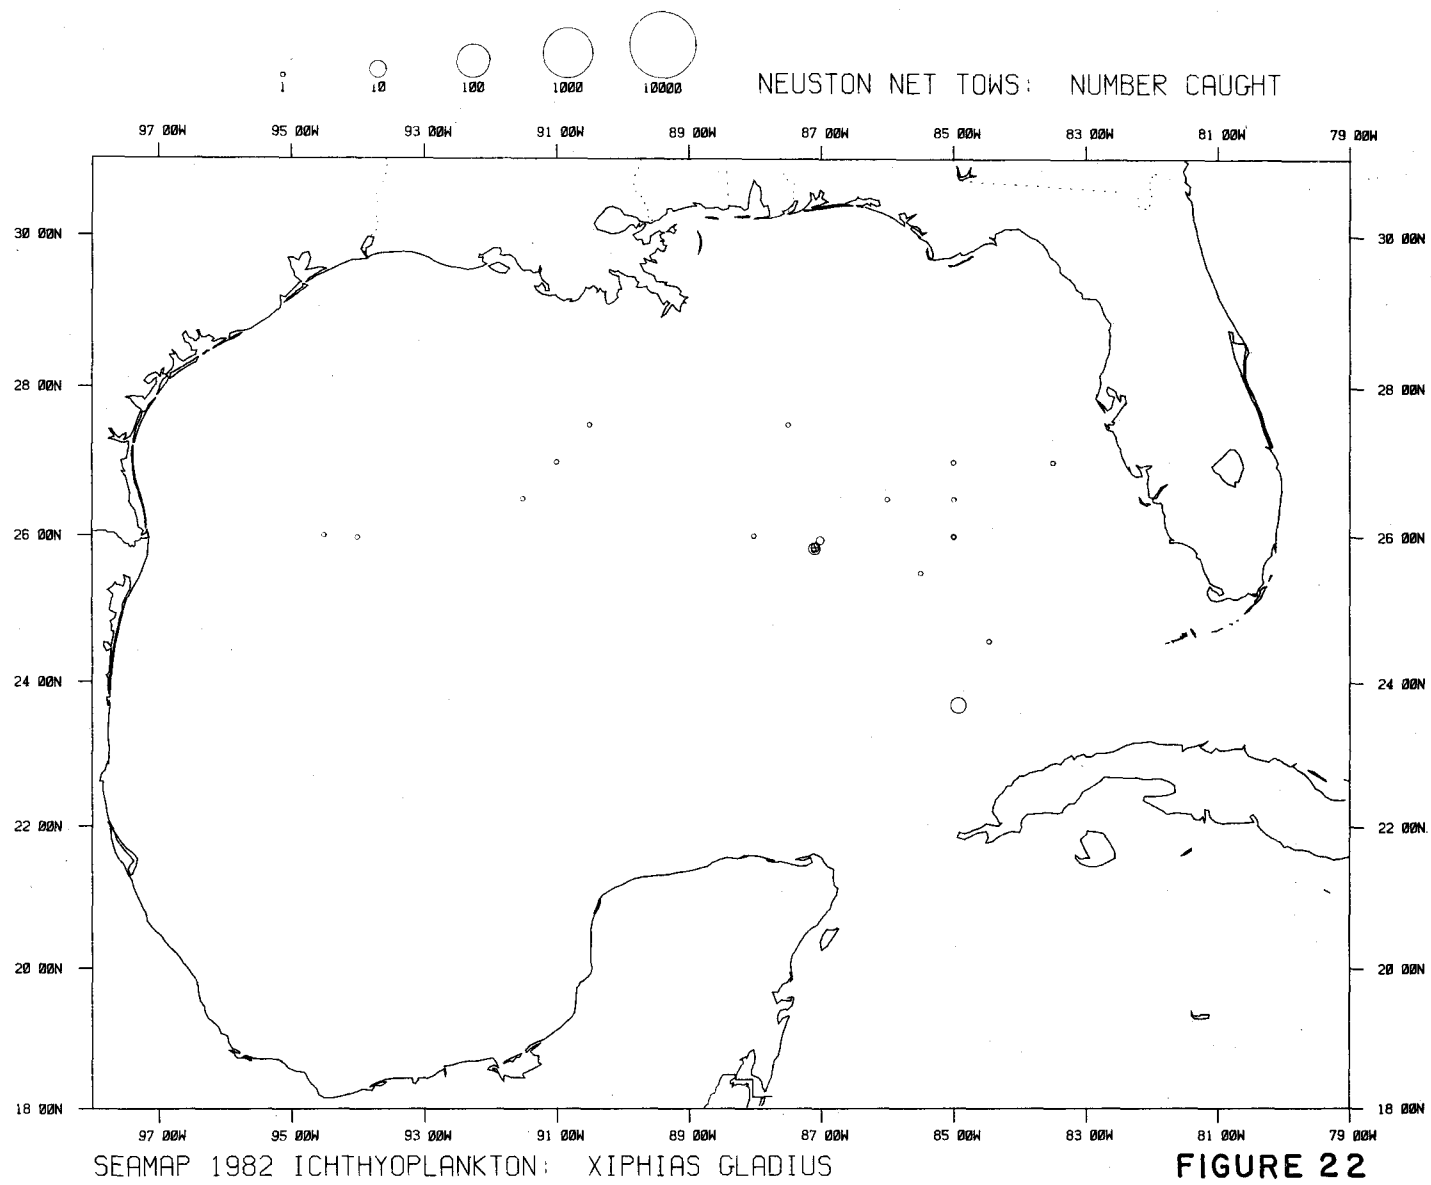 1 10 100 1000 10000
NEUSTON NET TOWS: NUMBER CAUGHT
97 00W 95 00W 93 00W 91 00W 89 00W 87 00W 85 00W 83 00W 81 00W 79 00W
30 00N 30 00N
28 00N 28 00N
26 00N 26 00N
24 00N 24 00N
22 00N 22 00N
20 00N 20 00N
18 00N 18 00N
97 00W 95 00W 93 00W 91 00W 89 00W 87 00W 85 00W 83 00W 81 00W 79 00W
SEAMAP 1982 ICHTHYOPLANKTON: XIPHIAS GLADIUS
FIGURE 22